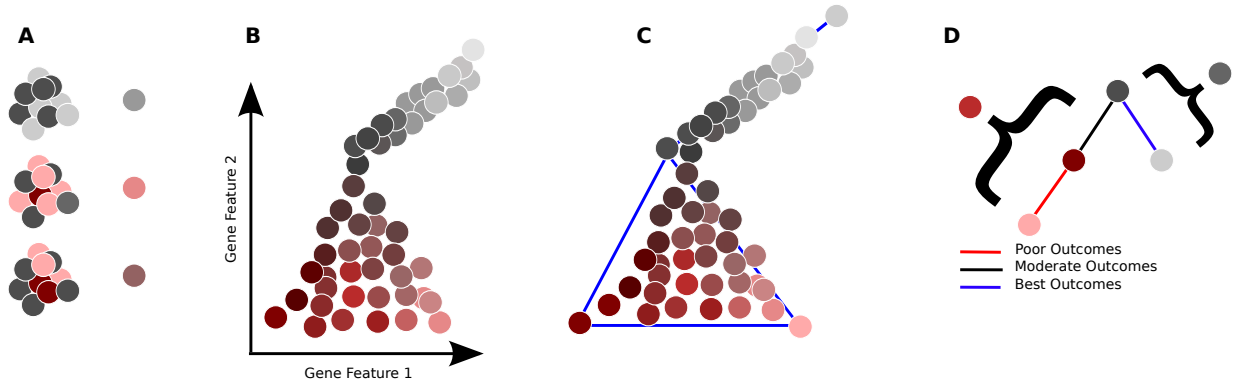 A
B
C
D
Gene Feature 2
Gene Feature 1
Poor Outcomes
Moderate Outcomes
Best Outcomes